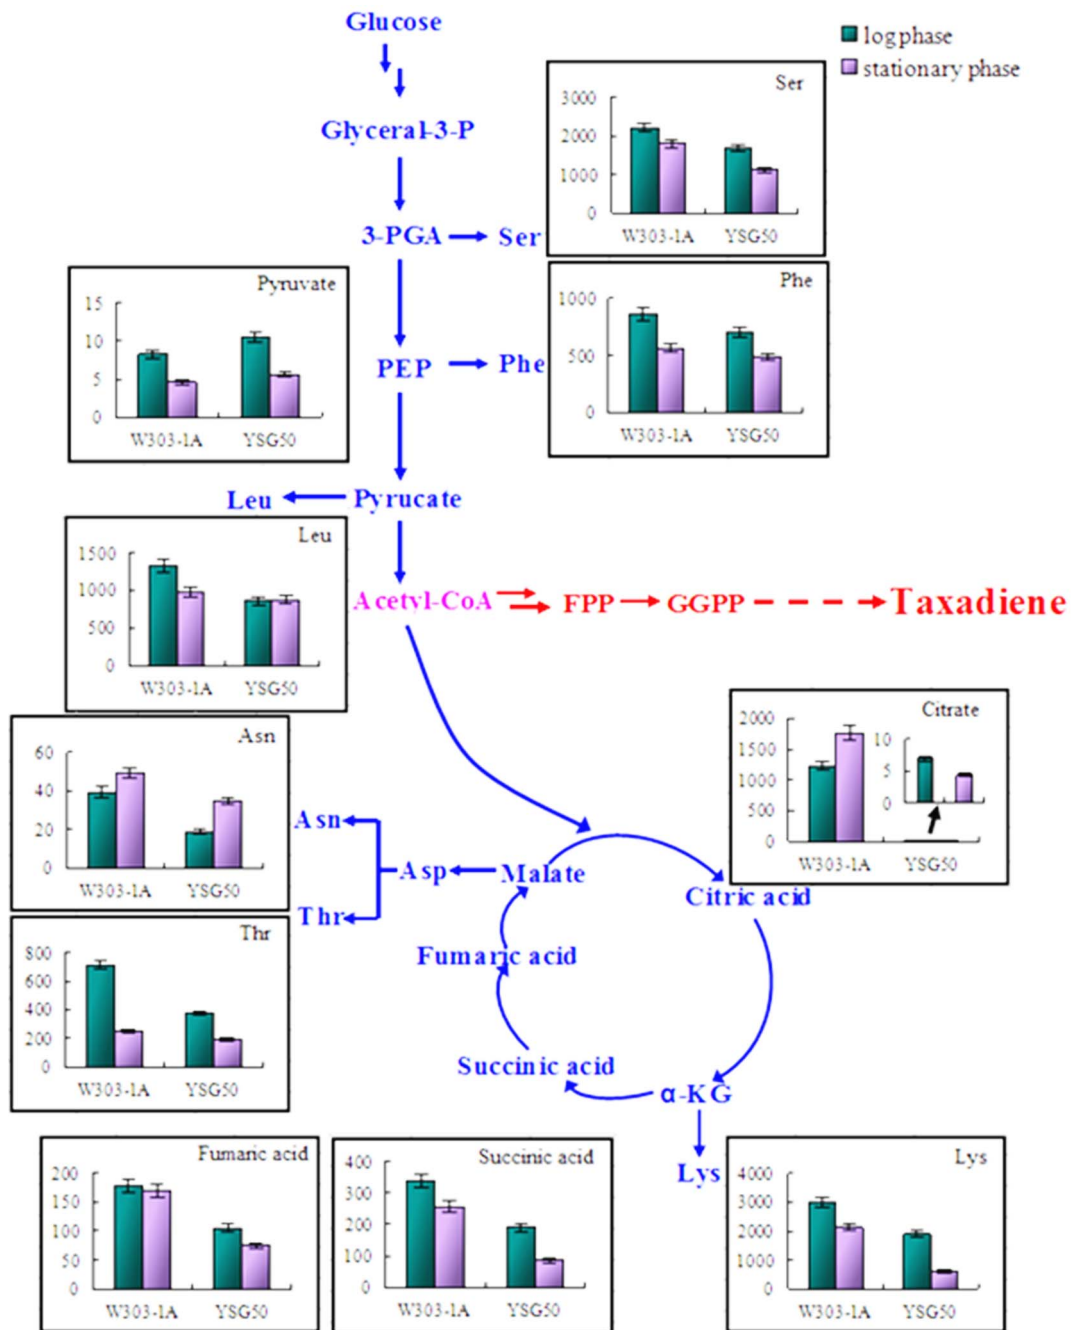 Glucose
log phase
stationary phase
Ser
3000
2000
1000
0
W303-1A YSG50
Glyceral-3-P
3-PGA Ser
Pyruvate
15
10
5
0
W303-1A YSG50
Phe
1000
500
0
W303-1A YSG50
PEP Phe
Leu Pyrucate
Leu
1500
1000
500
0
W303-1A YSG50
Acetyl-CoA FPP GGPP Taxadiene
Citrate
2000
1500
1000
500
0
10
5
0
W303-1A YSG50
Asn
60
40
20
0
W303-1A YSG50
Asn
Asp Malate
Thr
Citric acid
Fumaric acid
Thr
800
600
400
200
0
W303-1A YSG50
Succinic acid
α-KG
Lys
Fumaric acid
200
150
100
50
0
W303-1A YSG50
Succinic acid
400
300
200
100
0
W303-1A YSG50
Lys
4000
3000
2000
1000
0
W303-1A YSG50